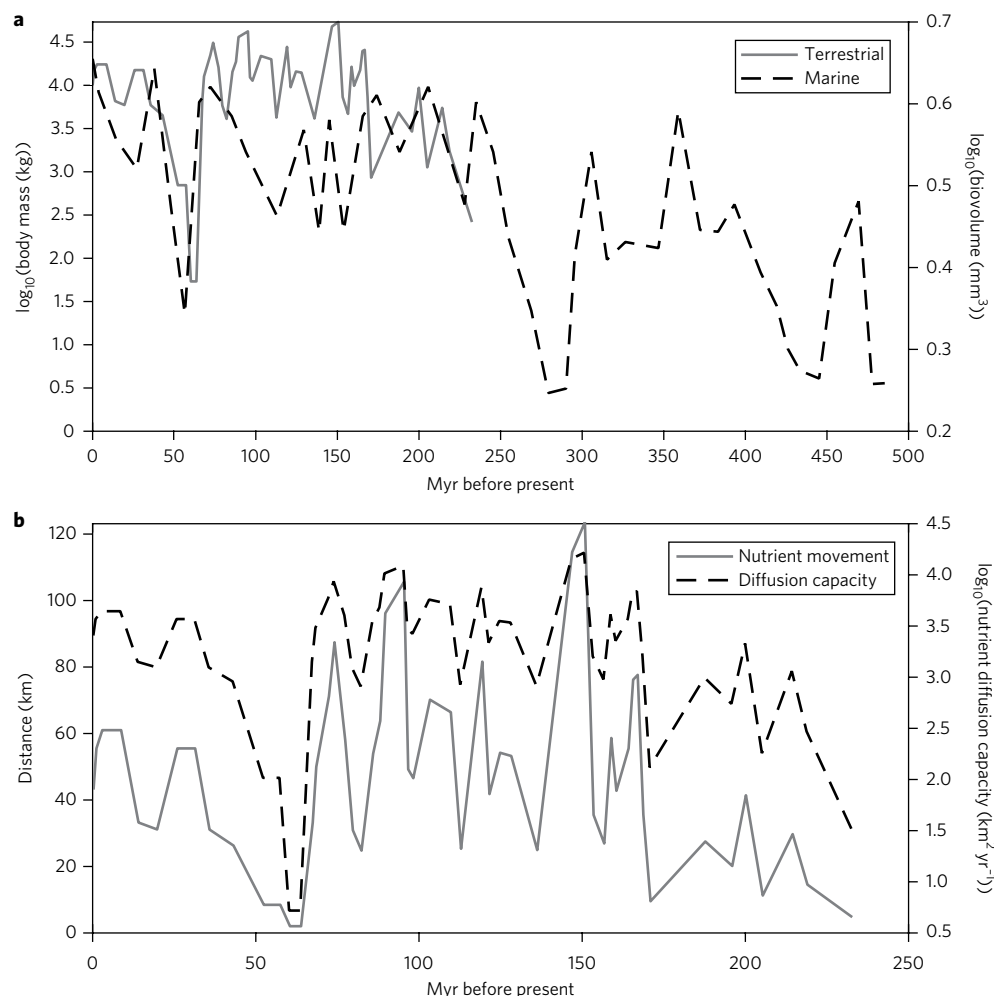 a
4.5
4.0
3.5
3.0
2.5
2.0
1.5
1.0
0.5
0
log10(body mass (kg))
Terrestrial
Marine
0.7
0.6
0.5
0.4
0.3
0.2
log10(biovolume (mm³))
0 50 100 150 200 250 300 350 400 450 500
Myr before present
b
120
100
80
60
40
20
0
Distance (km)
Nutrient movement
Diffusion capacity
4.5
4.0
3.5
3.0
2.5
2.0
1.5
1.0
0.5
log10(nutrient diffusion capacity (km² yr⁻¹))
0 50 100 150 200 250
Myr before present